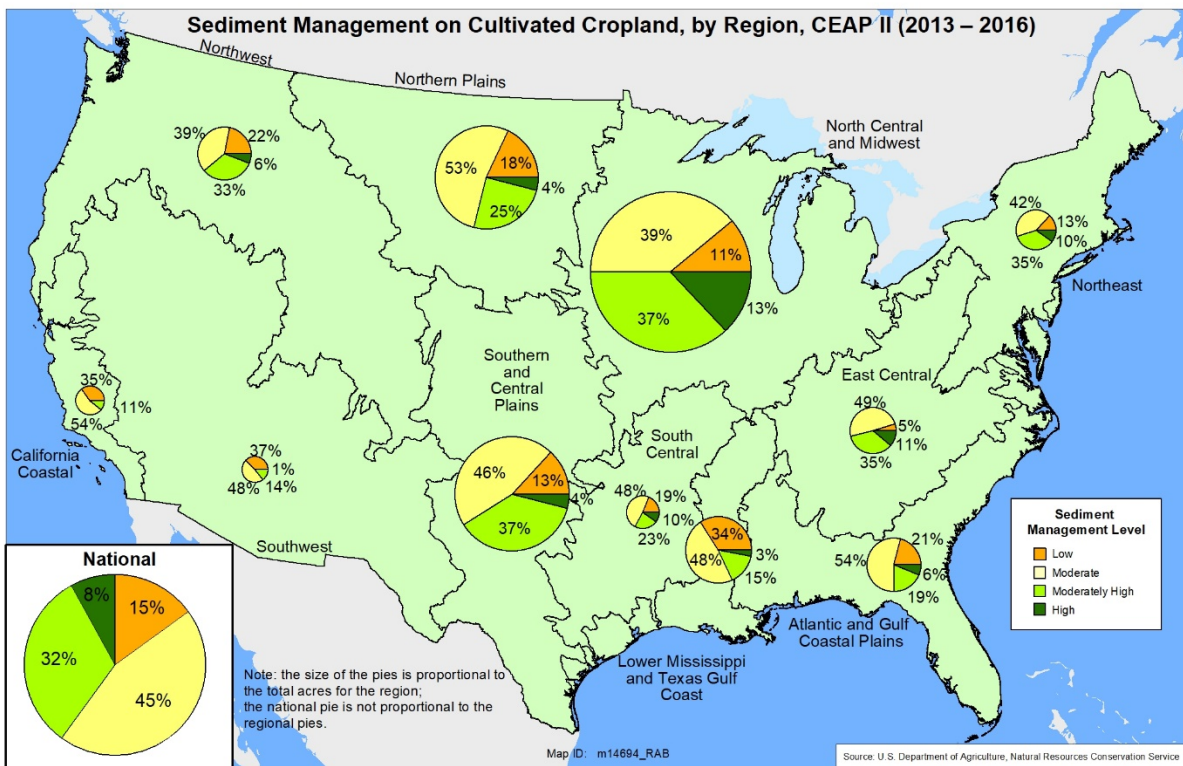 Sediment Management on Cultivated Cropland, by Region, CEAP II (2013 – 2016)
Northwest
Northern Plains
North Central
and Midwest
39%
22%
6%
33%
53%
18%
4%
25%
39%
11%
13%
37%
42%
13%
10%
35%
Northeast
Southern
and
Central
Plains
East Central
49%
5%
11%
35%
35%
11%
54%
California
Coastal
37%
1%
14%
48%
Southwest
46%
13%
4%
37%
South
Central
48%
19%
10%
23%
34%
3%
15%
48%
Lower Mississippi
and Texas Gulf
Coast
54%
21%
6%
19%
Atlantic and Gulf
Coastal Plains
Sediment
Management Level
Low
Moderate
Moderately High
High
National
8%
15%
32%
45%
Note: the size of the pies is proportional to
the total acres for the region;
the national pie is not proportional to the
regional pies.
Map ID: m14694_RAB
Source: U.S. Department of Agriculture, Natural Resources Conservation Service